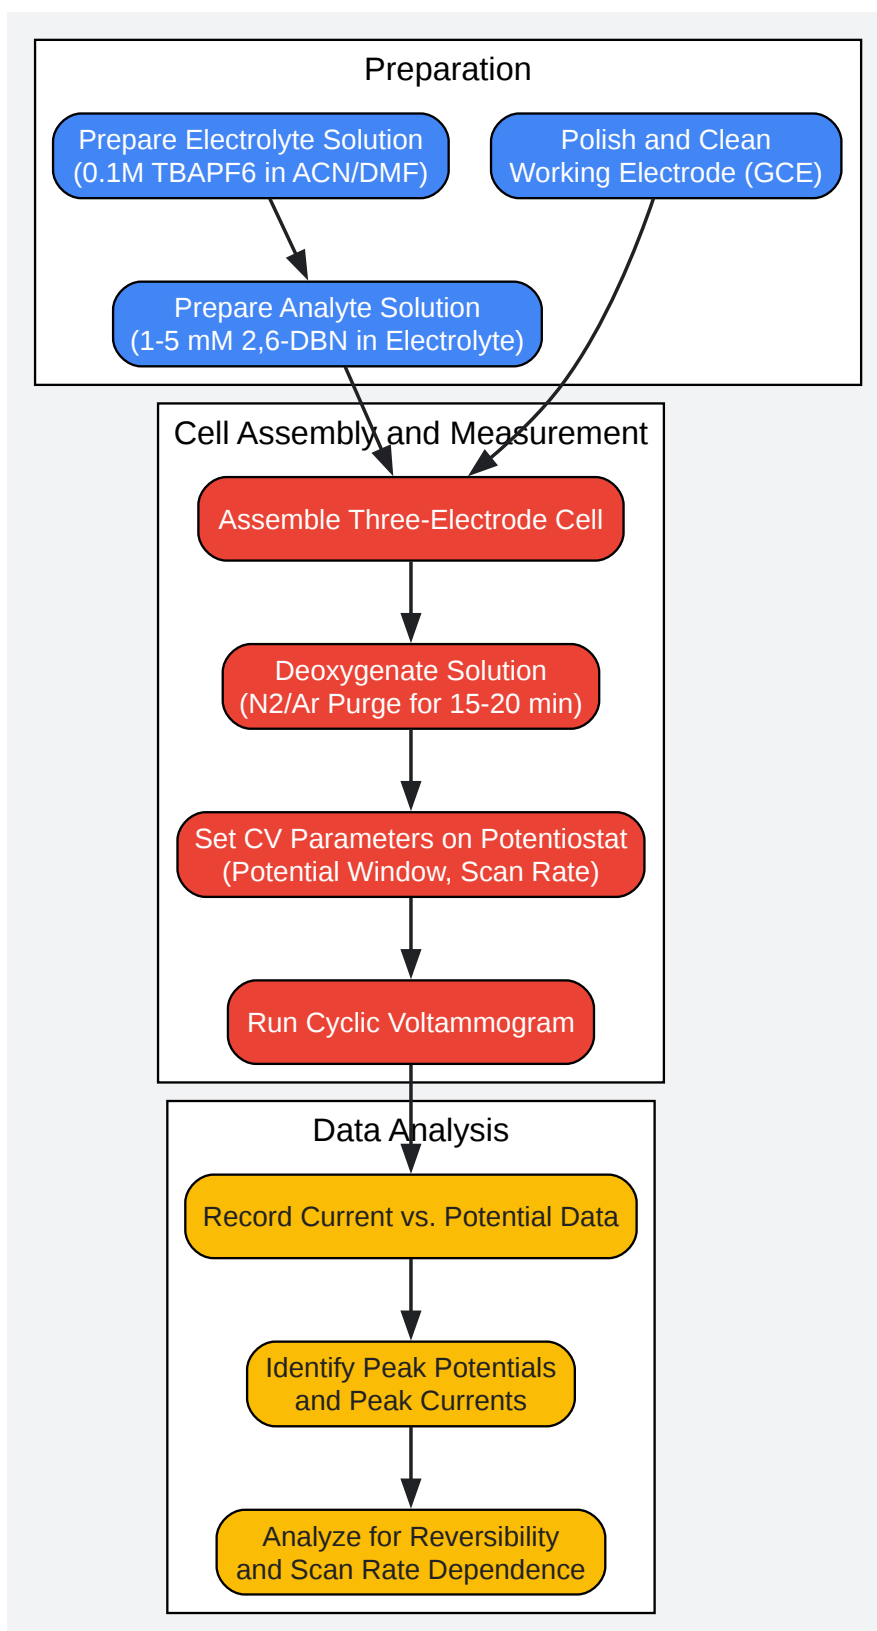 Preparation
Prepare Electrolyte Solution
(0.1M TBAPF6 in ACN/DMF)
Polish and Clean
Working Electrode (GCE)
Prepare Analyte Solution
(1-5 mM 2,6-DBN in Electrolyte)
Cell Assembly and Measurement
Assemble Three-Electrode Cell
Deoxygenate Solution
(N2/Ar Purge for 15-20 min)
Set CV Parameters on Potentiostat
(Potential Window, Scan Rate)
Run Cyclic Voltammogram
Data Analysis
Record Current vs. Potential Data
Identify Peak Potentials
and Peak Currents
Analyze for Reversibility
and Scan Rate Dependence